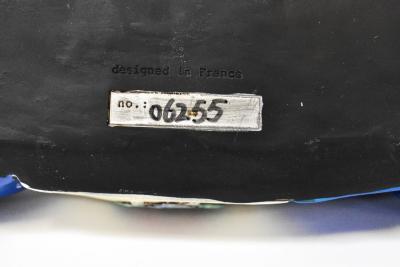 designed in France
no.: 06255